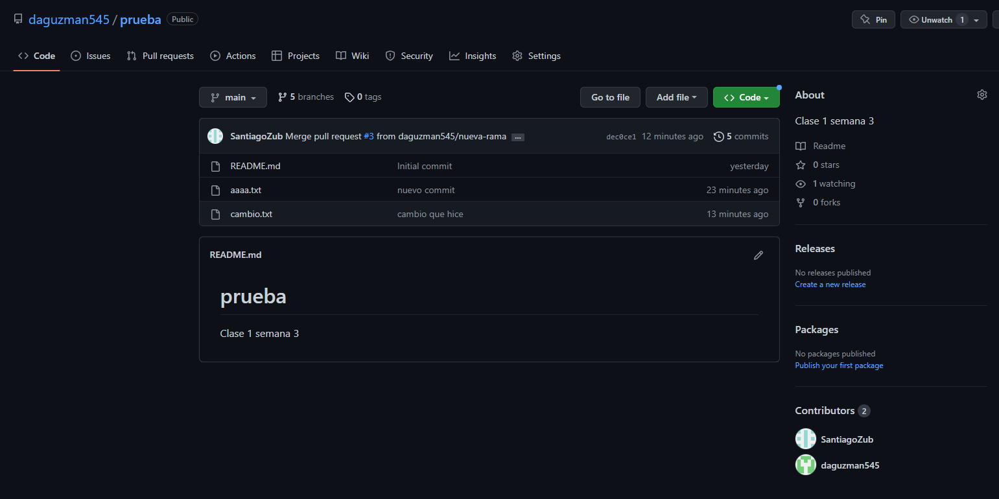 daguzman545 / prueba Public
Pin Unwatch 1
Code Issues Pull requests Actions Projects Wiki Security Insights Settings
main 5 branches 0 tags Go to file Add file Code
SantiagoZub Merge pull request #3 from daguzman545/nueva-rama ... dec0ce1 12 minutes ago 5 commits
README.md Initial commit yesterday
aaaa.txt nuevo commit 23 minutes ago
cambio.txt cambio que hice 13 minutes ago
README.md
prueba
Clase 1 semana 3
About
Clase 1 semana 3
Readme
0 stars
1 watching
0 forks
Releases
No releases published
Create a new release
Packages
No packages published
Publish your first package
Contributors 2
SantiagoZub
daguzman545